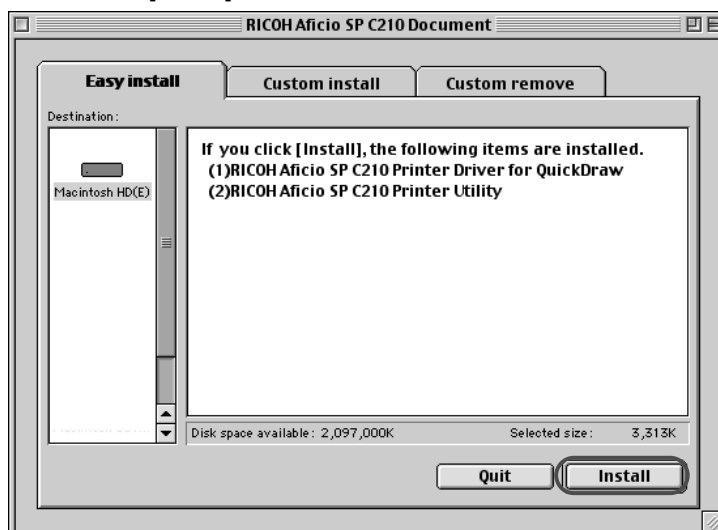 RICOH Aficio SP C210 Document
Easy install
Custom install
Custom remove
Destination:
Macintosh HD(E)
If you click [Install], the following items are installed.
(1)RICOH Aficio SP C210 Printer Driver for QuickDraw
(2)RICOH Aficio SP C210 Printer Utility
Disk space available: 2,097,000K
Selected size: 3,313K
Quit
Install